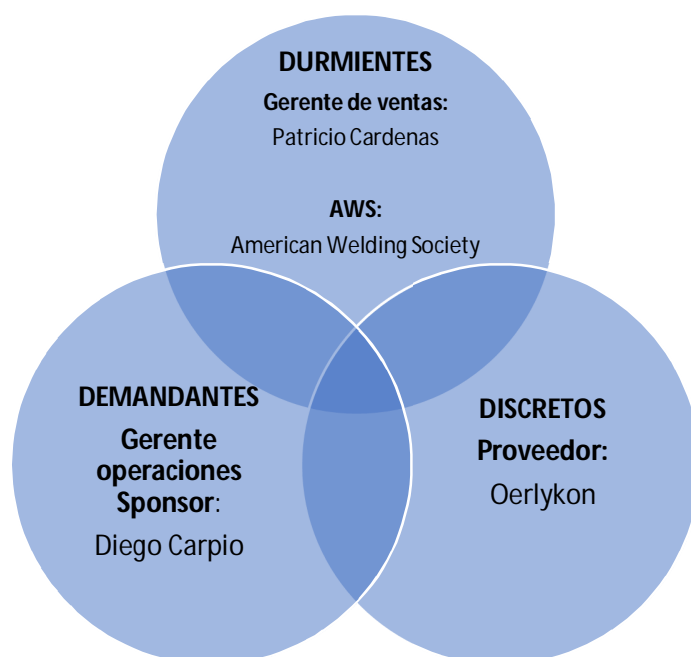 DURMIENTES
Gerente de ventas:
Patricio Cardenas
AWS:
American Welding Society
DEMANDANTES
Gerente
operaciones
Sponsor:
Diego Carpio
DISCRETOS
Proveedor:
Oerlykon